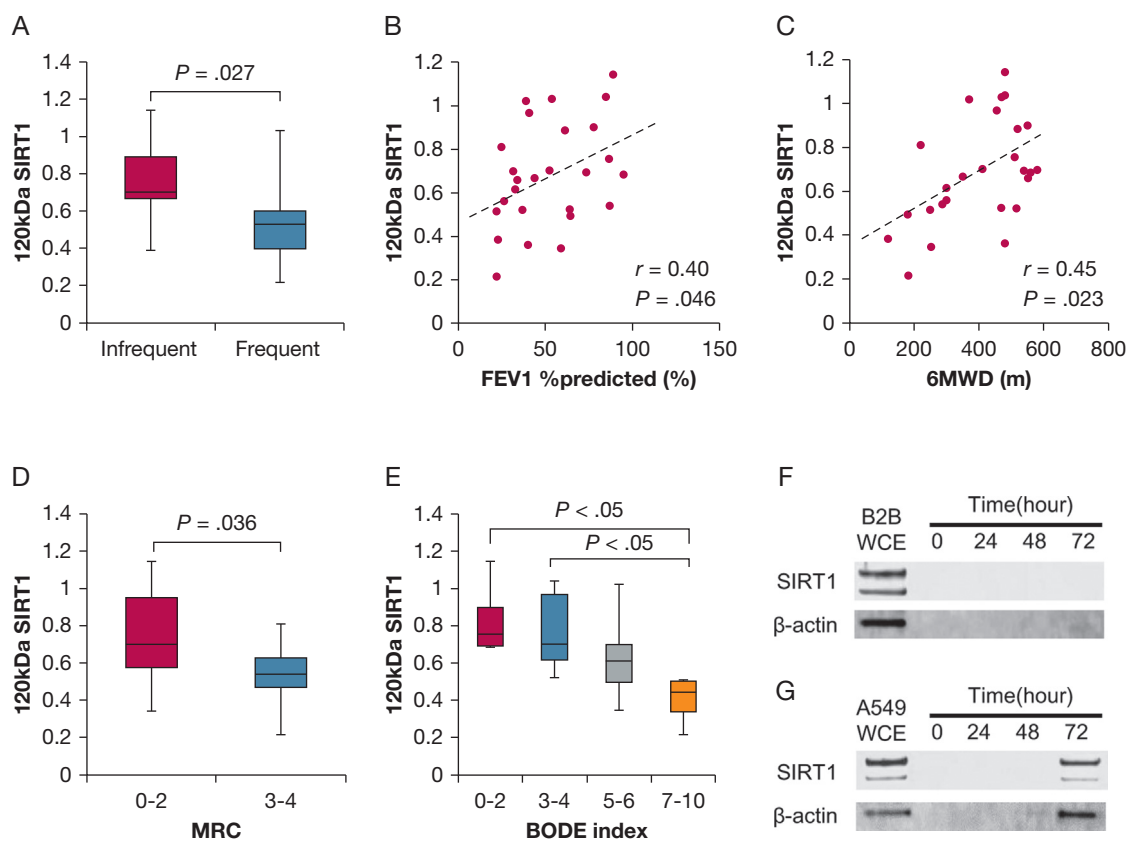 A
1.4
1.2
1
0.8
0.6
0.4
0.2
0
120kDa SIRT1
P = .027
Infrequent Frequent
B
1.2
1
0.8
0.6
0.4
0.2
0
120kDa SIRT1
r = 0.40
P = .046
0 50 100 150
FEV1 %predicted (%)
C
1.2
1
0.8
0.6
0.4
0.2
0
120kDa SIRT1
r = 0.45
P = .023
0 200 400 600 800
6MWD (m)
D
1.4
1.2
1
0.8
0.6
0.4
0.2
0
120kDa SIRT1
P = .036
0-2 3-4
MRC
E
1.4
1.2
1
0.8
0.6
0.4
0.2
0
120kDa SIRT1
P < .05
P < .05
0-2 3-4 5-6 7-10
BODE index
F
Time(hour)
B2B
WCE 0 24 48 72
SIRT1
β-actin
G
Time(hour)
A549
WCE 0 24 48 72
SIRT1
β-actin